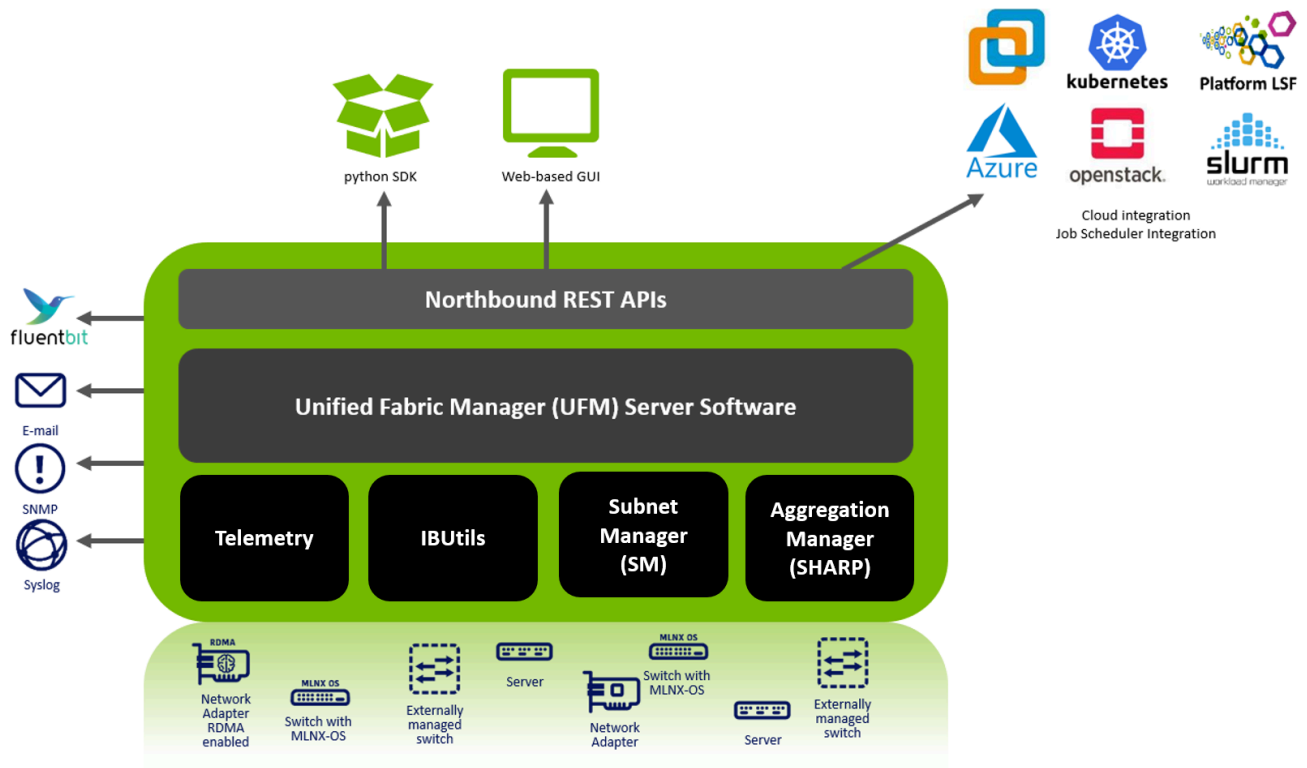 kubernetes
Platform LSF
Azure
openstack.
slurm
workload manager
Cloud integration
Job Scheduler Integration
python SDK
Web-based GUI
Northbound REST APIs
fluentbit
Unified Fabric Manager (UFM) Server Software
E-mail
SNMP
Syslog
Telemetry
IBUtils
Subnet
Manager
(SM)
Aggregation
Manager
(SHARP)
RDMA
Network
Adapter
RDMA
enabled
MLNX OS
Switch with
MLNX-OS
Externally
managed
switch
Server
MLNX OS
Switch with
MLNX-OS
Network
Adapter
Server
Externally
managed
switch